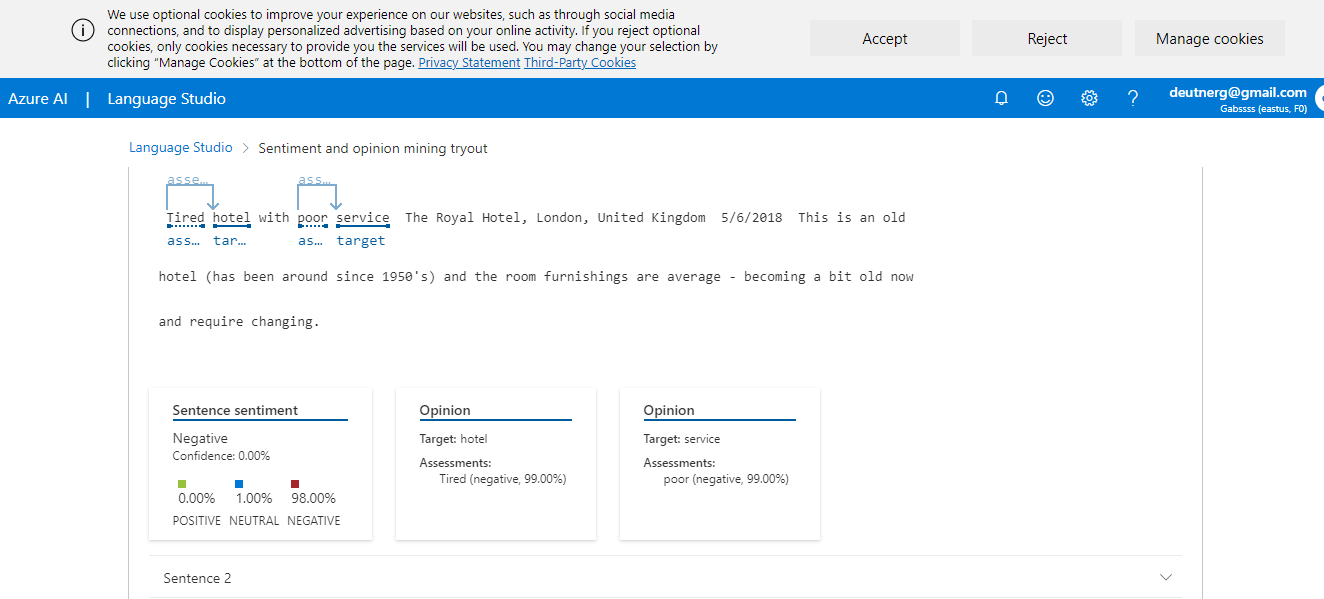 We use optional cookies to improve your experience on our websites, such as through social media
connections, and to display personalized advertising based on your online activity. If you reject optional
cookies, only cookies necessary to provide you the services will be used. You may change your selection by
clicking “Manage Cookies” at the bottom of the page. Privacy Statement Third-Party Cookies
Accept
Reject
Manage cookies
Azure AI | Language Studio
deutnerg@gmail.com
Gabssss (eastus, F0)
Language Studio > Sentiment and opinion mining tryout
asse... ass...
Tired hotel with poor service The Royal Hotel, London, United Kingdom 5/6/2018 This is an old
ass... tar... as... target
hotel (has been around since 1950's) and the room furnishings are average - becoming a bit old now
and require changing.
Sentence sentiment
Negative
Confidence: 0.00%
0.00% 1.00% 98.00%
POSITIVE NEUTRAL NEGATIVE
Opinion
Target: hotel
Assessments:
Tired (negative, 99.00%)
Opinion
Target: service
Assessments:
poor (negative, 99.00%)
Sentence 2